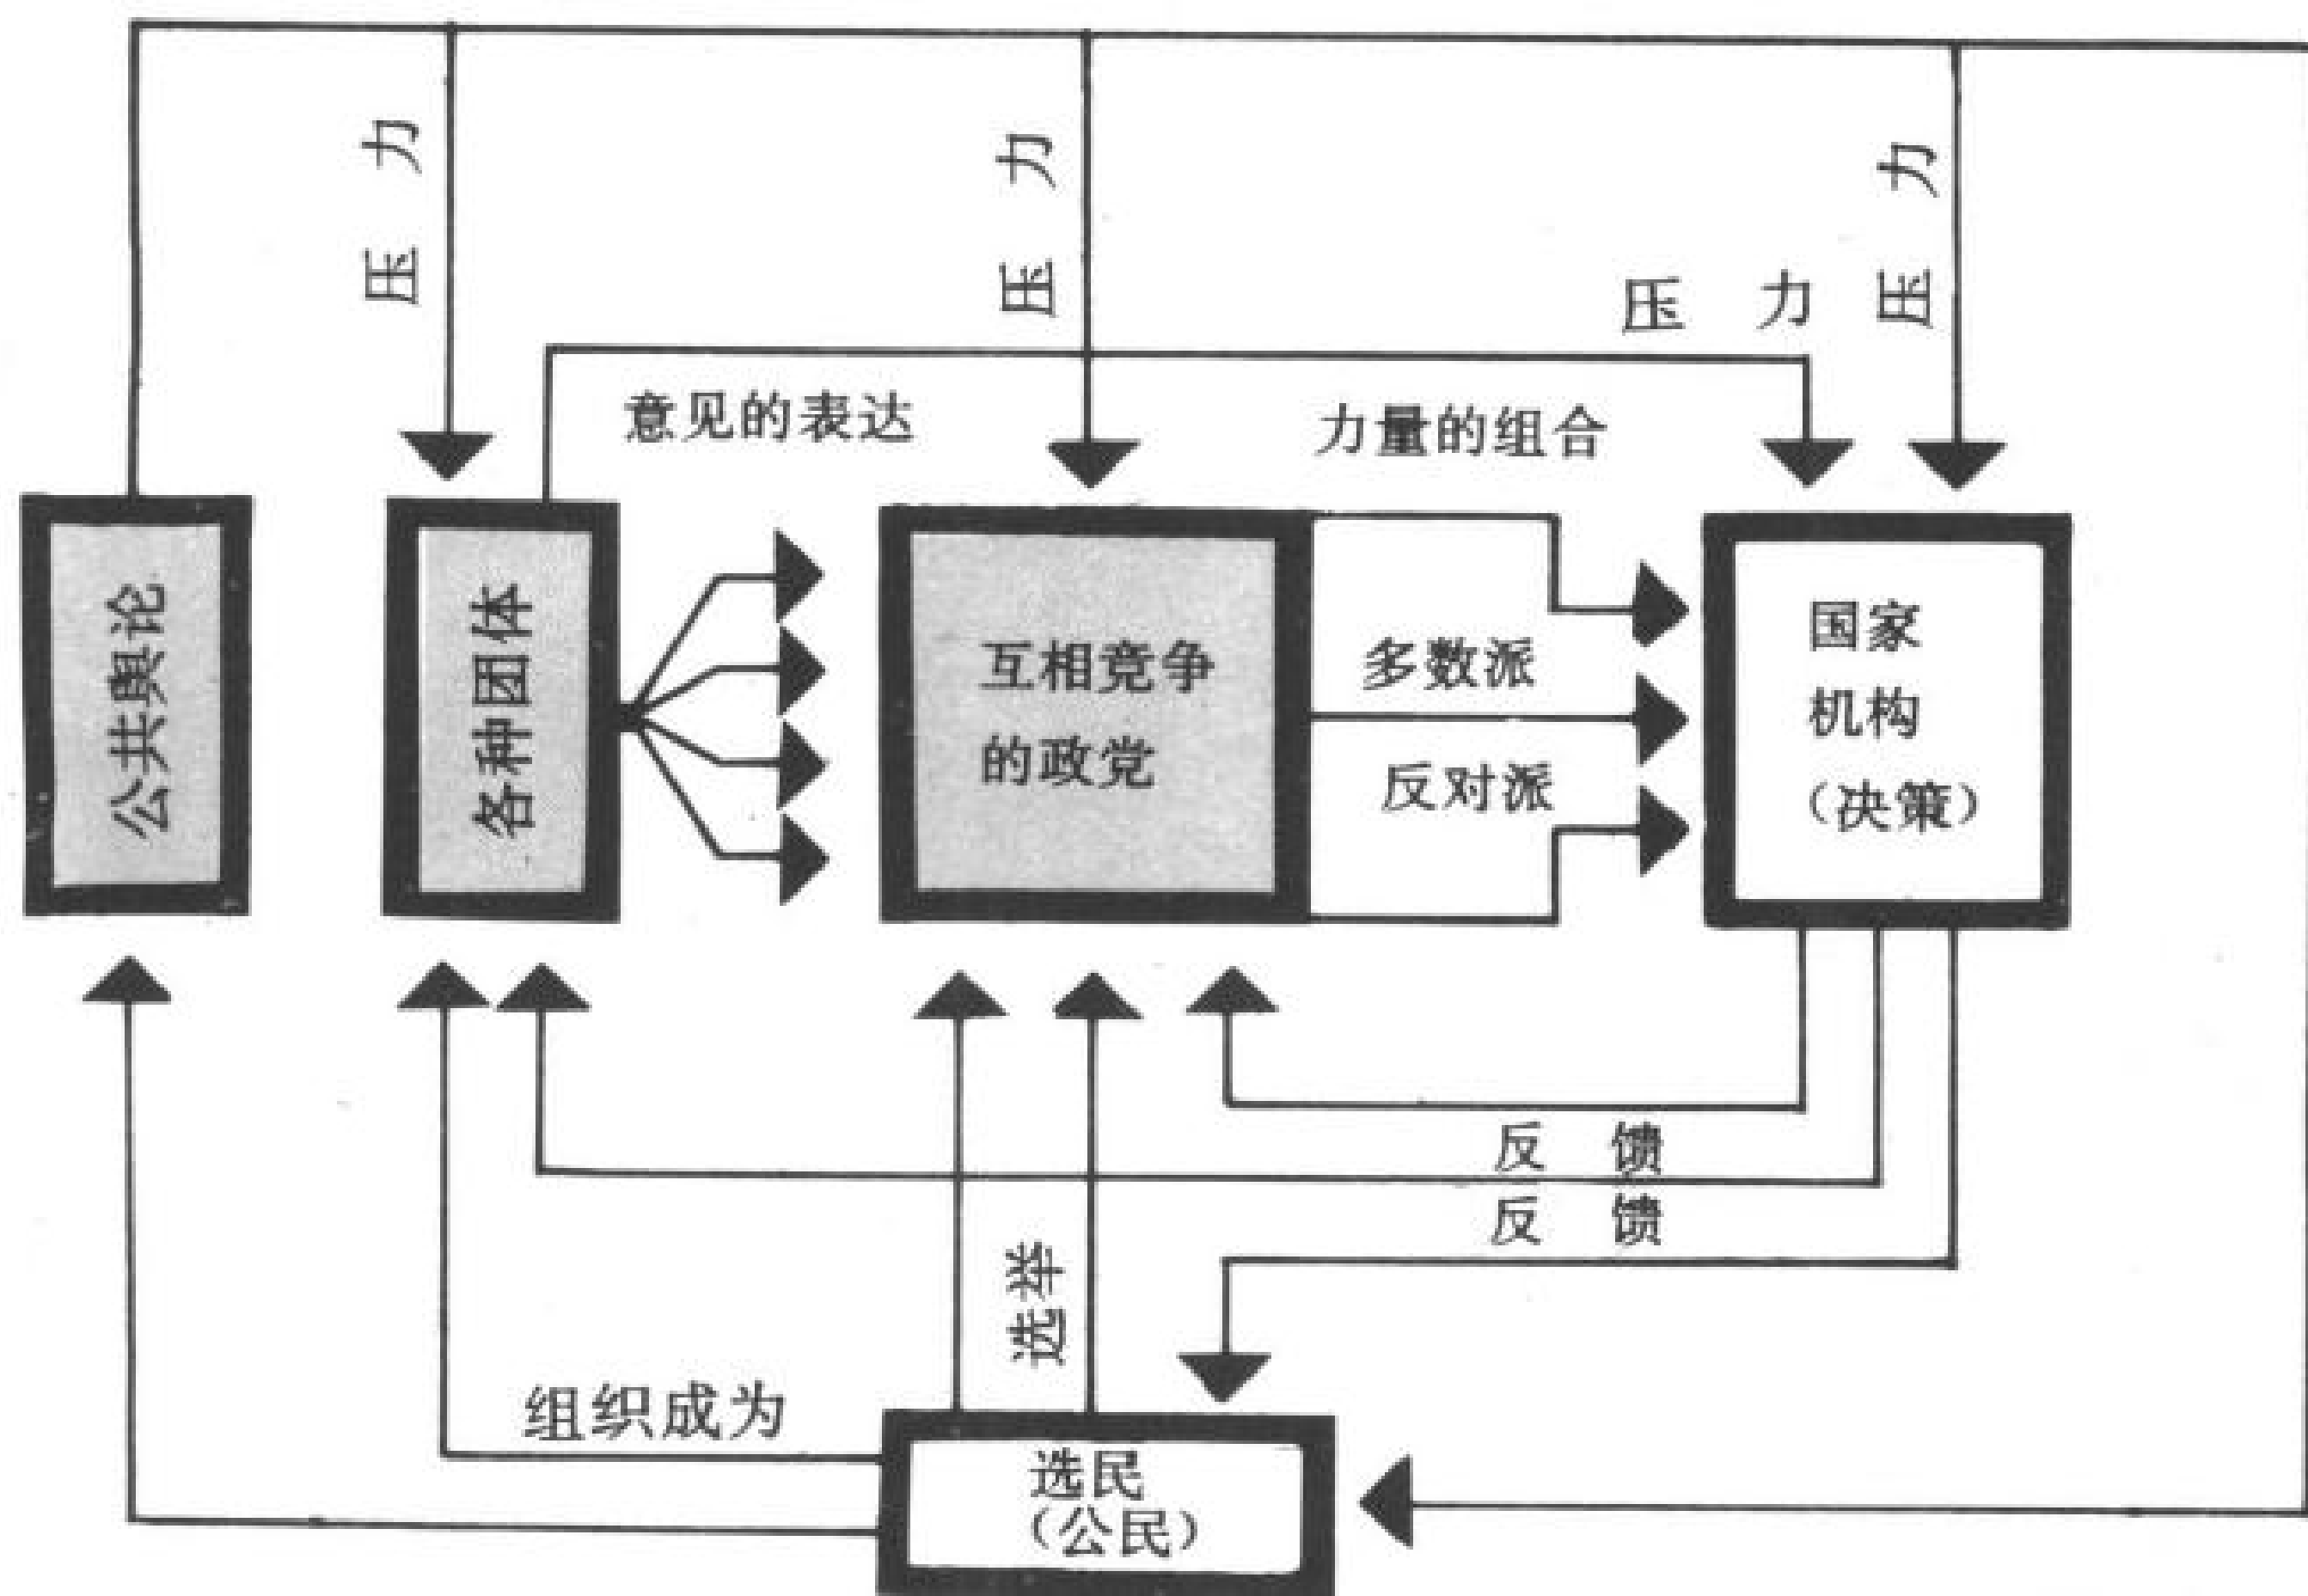 压 力
压 力
压 力
压 力
意见的表达
力量的组合
公共舆论
各种团体
互相竞争
的政党
多数派
反对派
国家
机构
（决策）
反 馈
反 馈
选举
组织成为
选民
（公民）